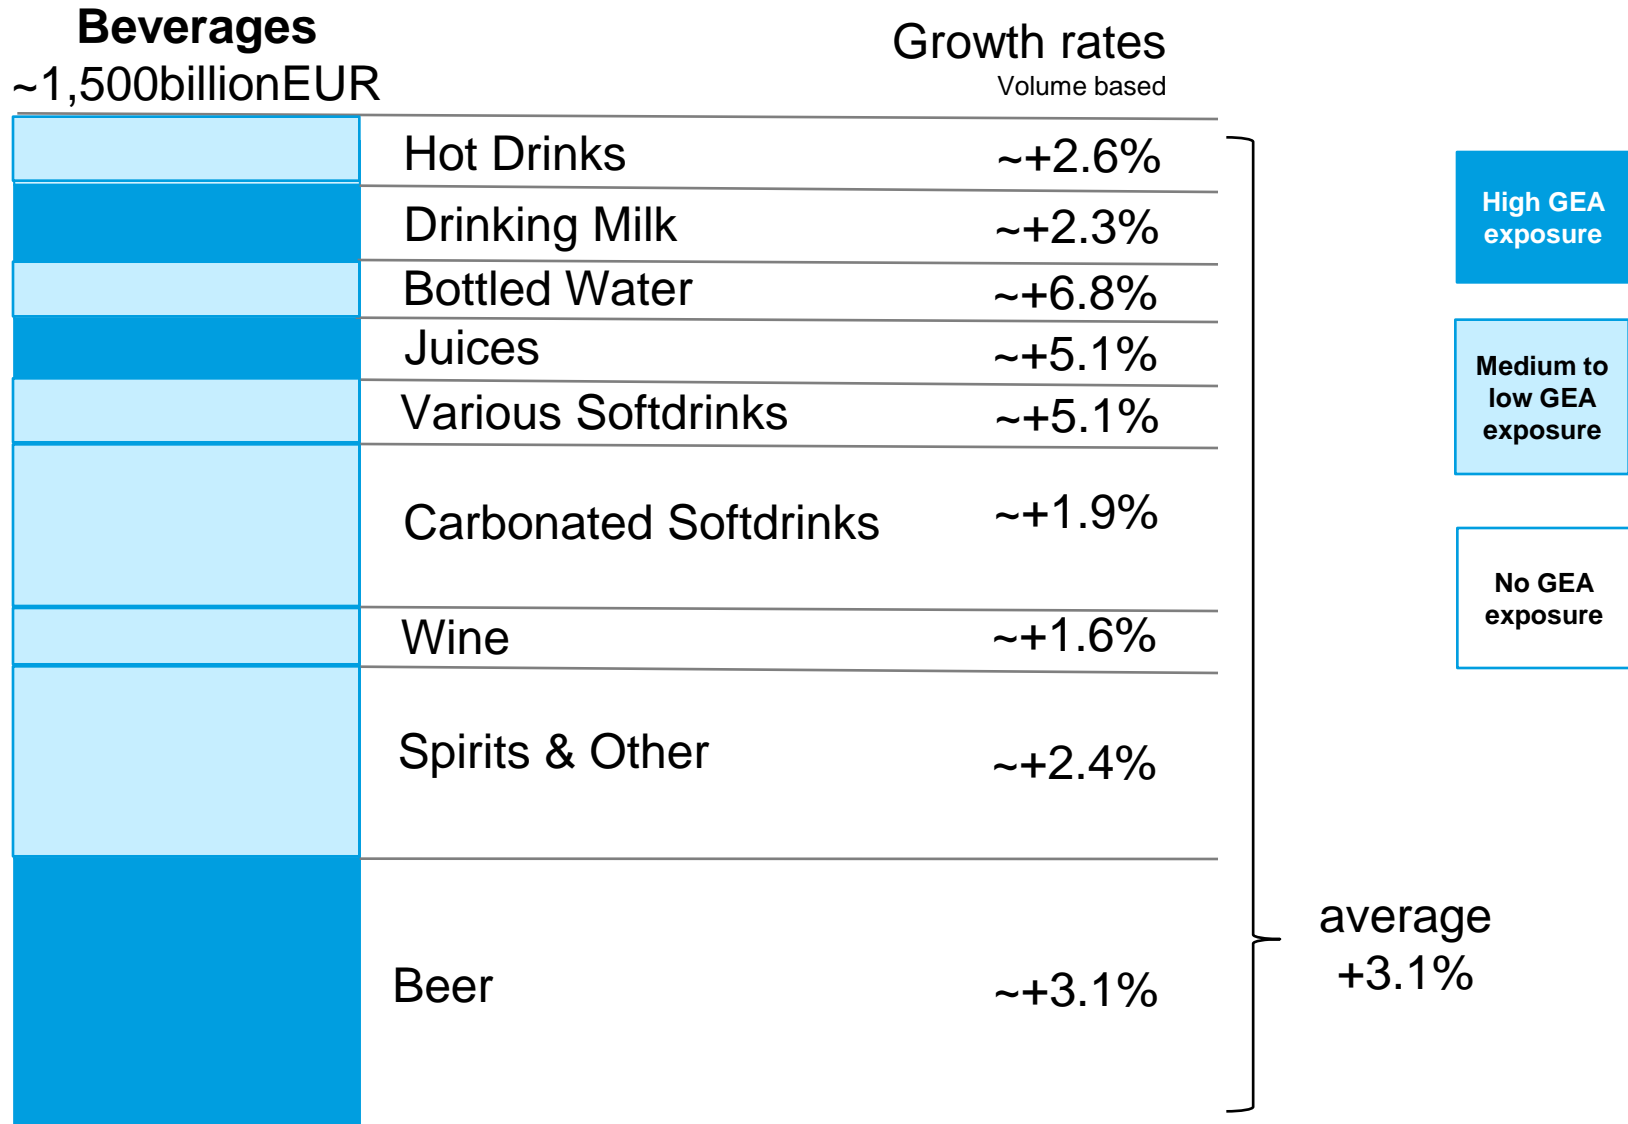 Beverages
~1,500billionEUR
Growth rates
Volume based
Hot Drinks ~+2.6%
Drinking Milk ~+2.3%
Bottled Water ~+6.8%
Juices ~+5.1%
Various Softdrinks ~+5.1%
Carbonated Softdrinks ~+1.9%
Wine ~+1.6%
Spirits & Other ~+2.4%
Beer ~+3.1%
average
+3.1%
High GEA
exposure
Medium to
low GEA
exposure
No GEA
exposure